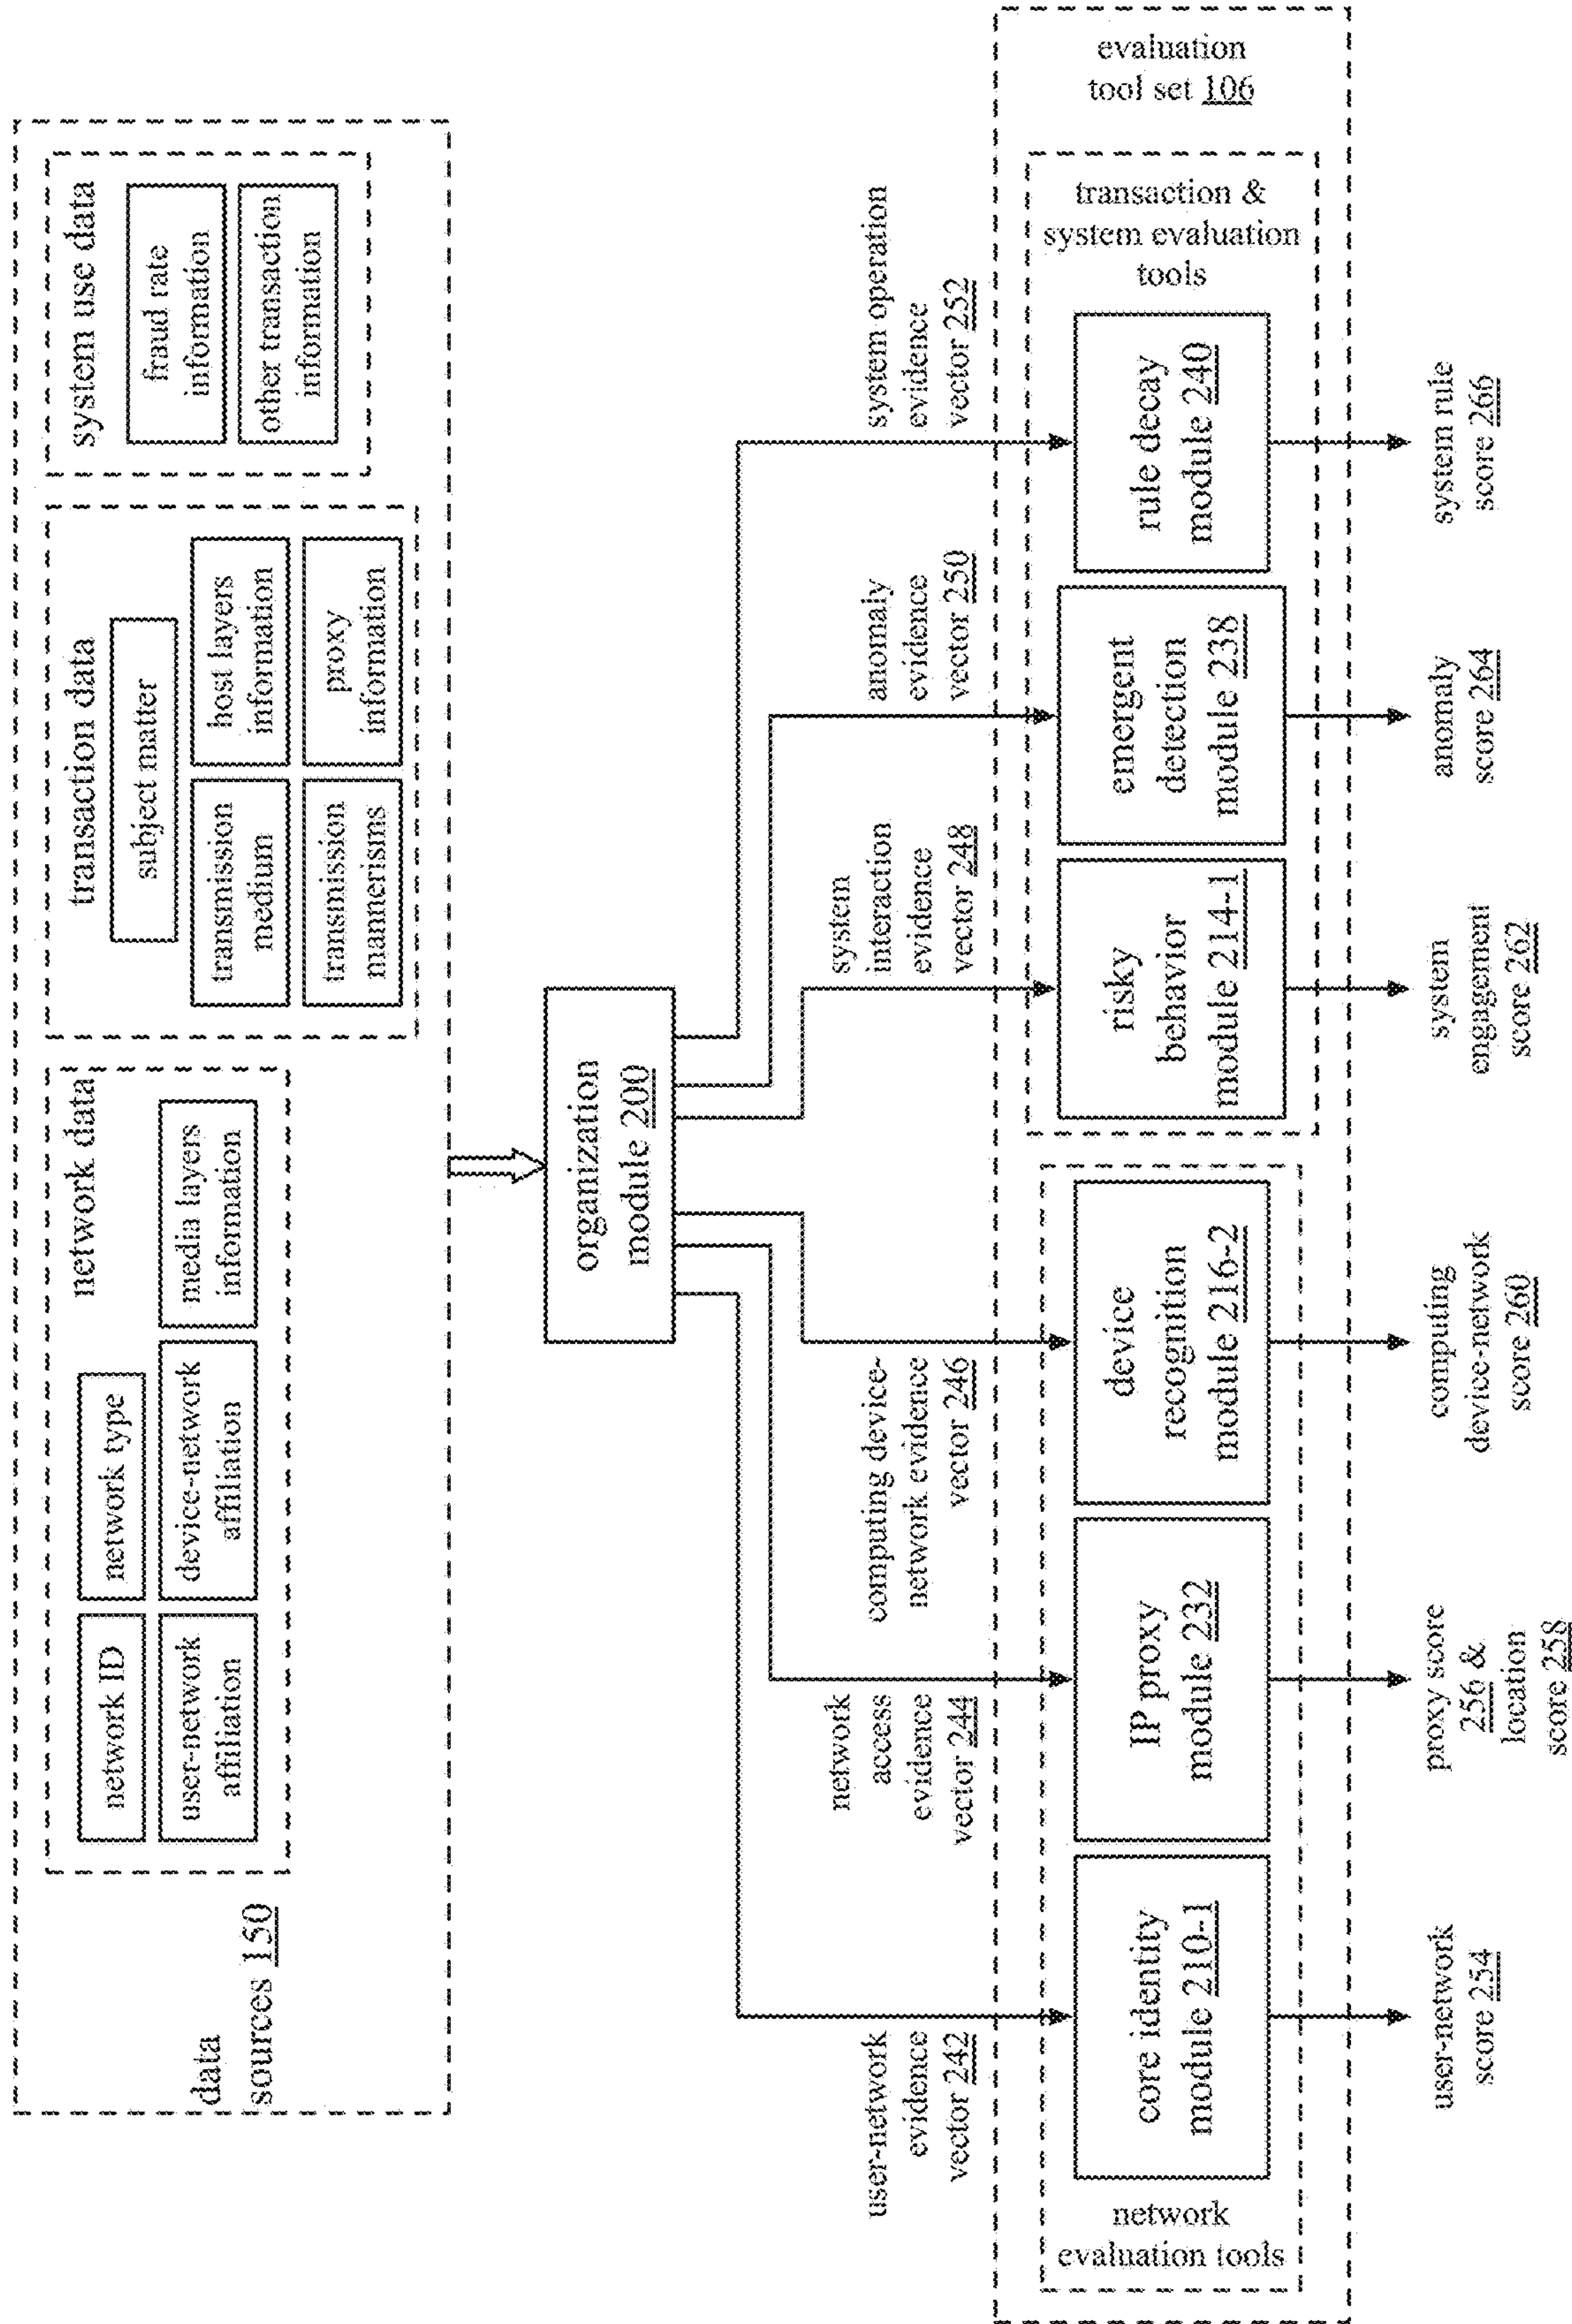 data
sources 150
network data
network ID
network type
user-network
affiliation
device-network
affiliation
media layers
information
transaction data
subject matter
transmission
medium
host layers
information
transmission
mannerisms
proxy
information
system use data
fraud rate
information
other transaction
information
organization
module 200
user-network
evidence
vector 242
network
access
evidence
vector 244
computing device-
network evidence
vector 246
system
interaction
evidence
vector 248
anomaly
evidence
vector 250
system operation
evidence
vector 252
evaluation
tool set 106
network
evaluation tools
core identity
module 210-1
IP proxy
module 232
device
recognition
module 216-2
risky
behavior
module 214-1
emergent
detection
module 238
rule decay
module 240
transaction &
system evaluation
tools
user-network
score 254
proxy score
256 &
location
score 258
computing
device-network
score 260
system
engagement
score 262
anomaly
score 264
system rule
score 266